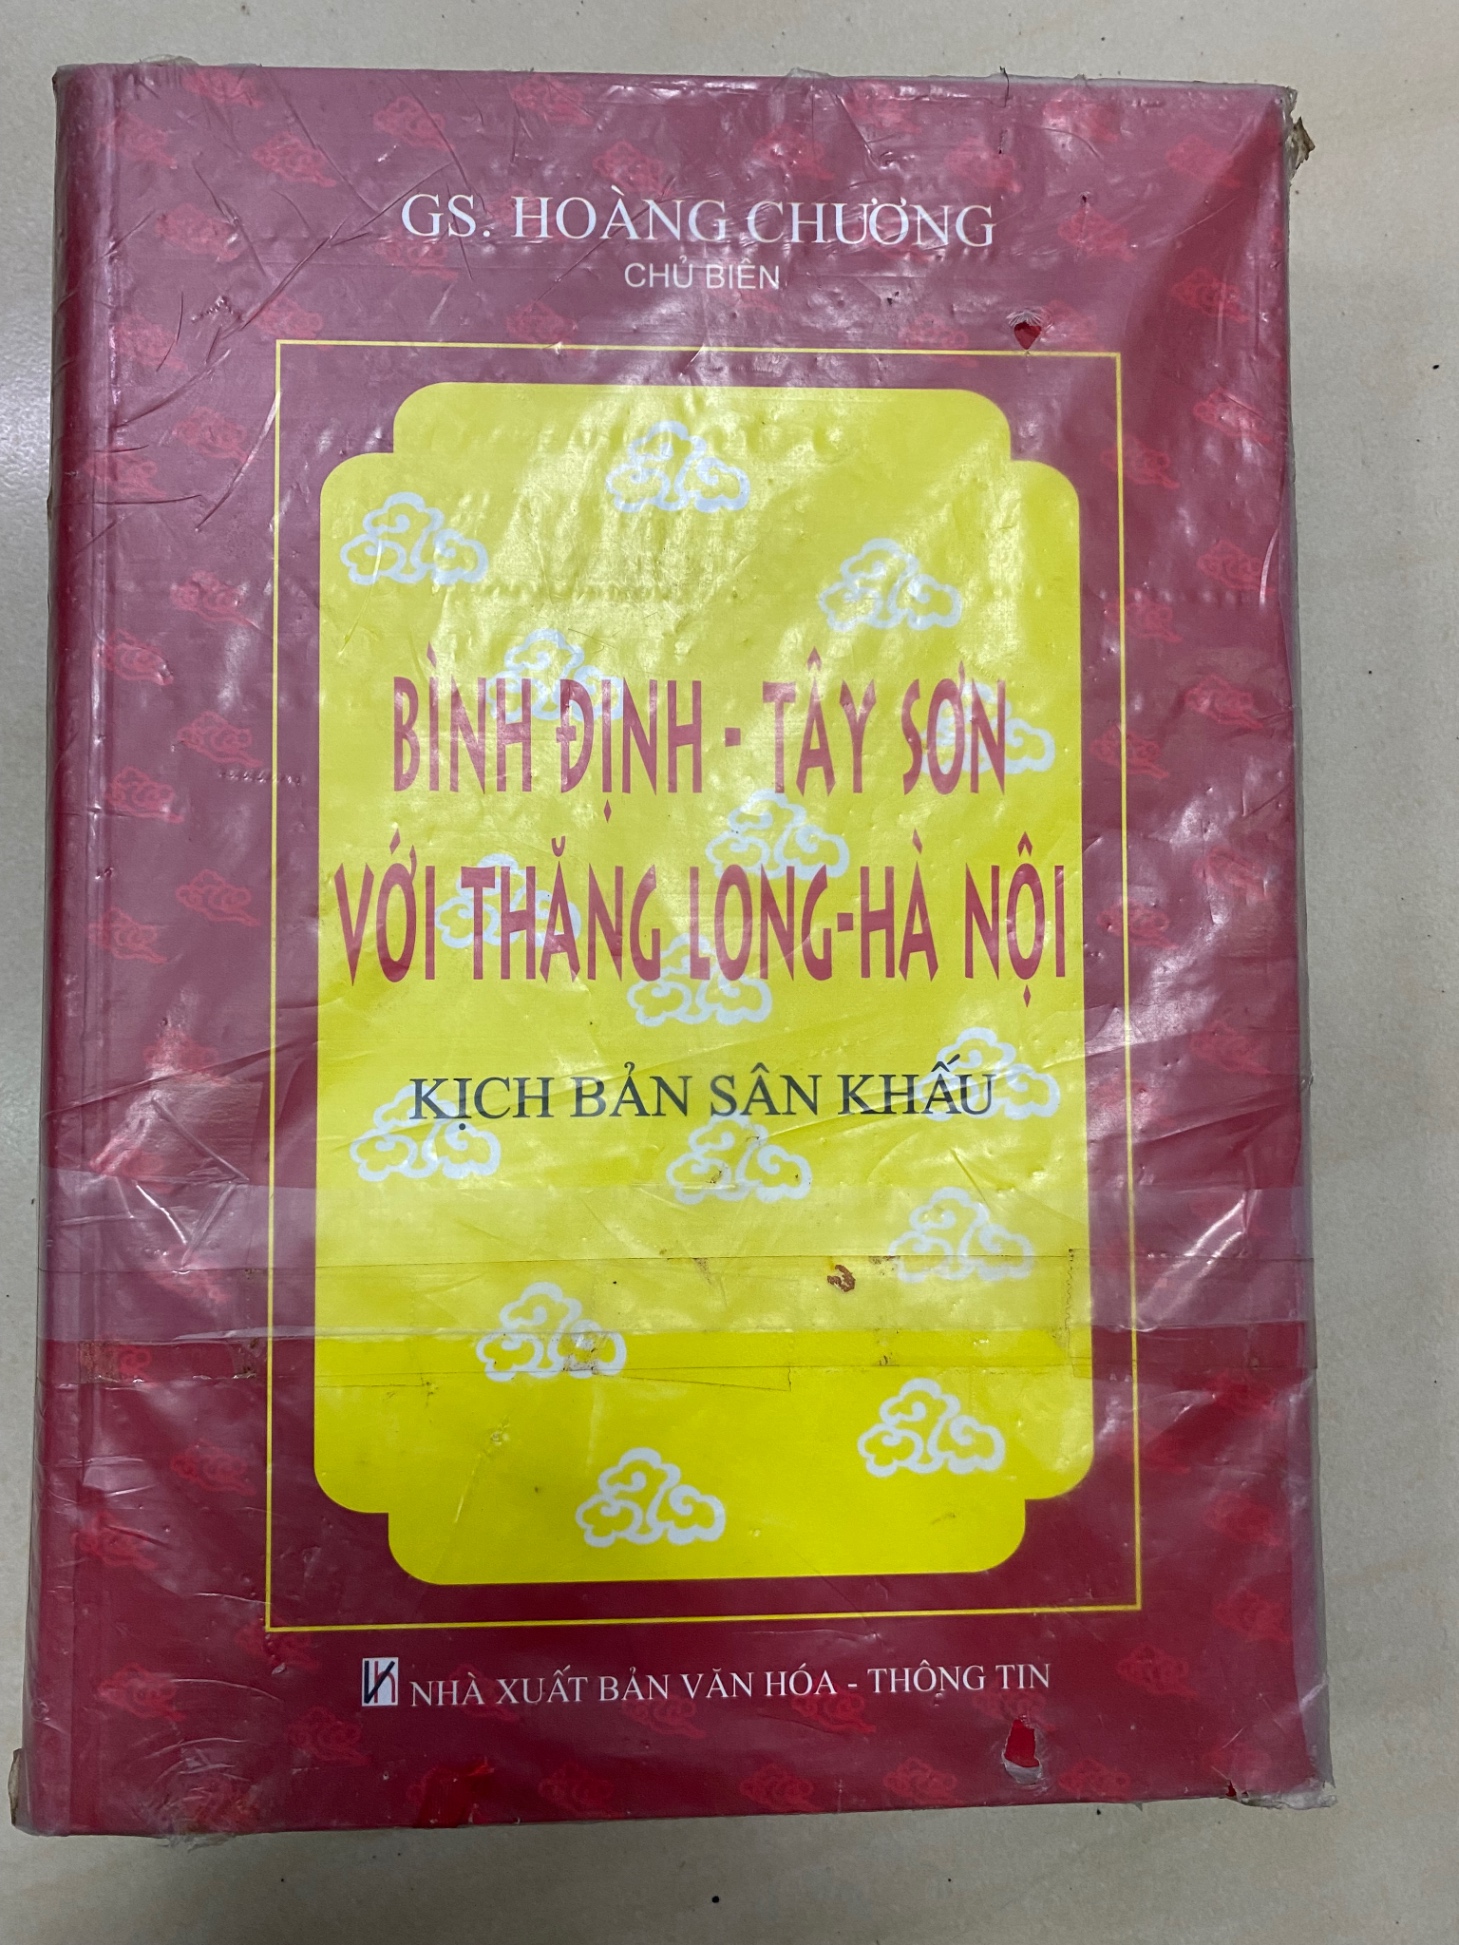 GS. HOÀNG CHƯƠNG
CHỦ BIÊN
BÌNH ĐỊNH - TÂY SƠN
VỚI THĂNG LONG-HÀ NỘI
KỊCH BẢN SÂN KHẤU
NHÀ XUẤT BẢN VĂN HÓA - THÔNG TIN